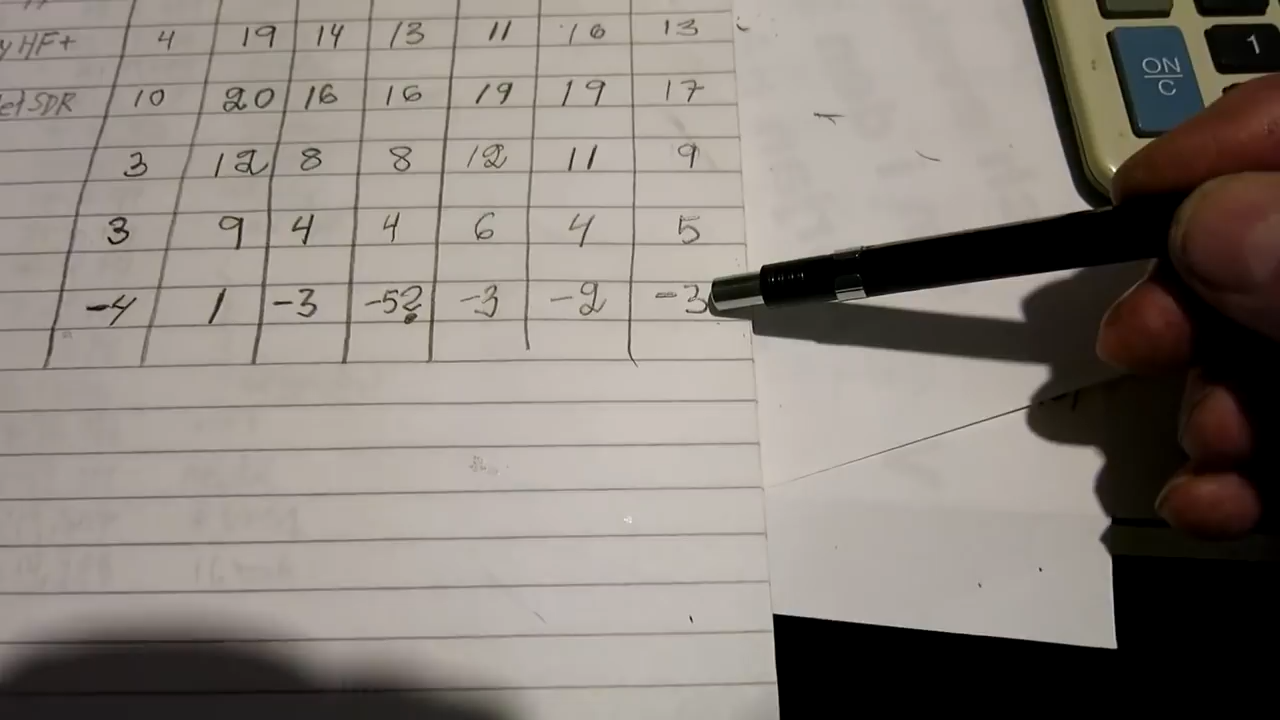 HF+ 4 19 14 13 11 16 13
SDR 10 20 16 16 19 19 17
3 12 8 8 12 11 9
3 9 4 4 6 4 5
-4 1 -3 -5? -3 -2 -3
ON/C
1